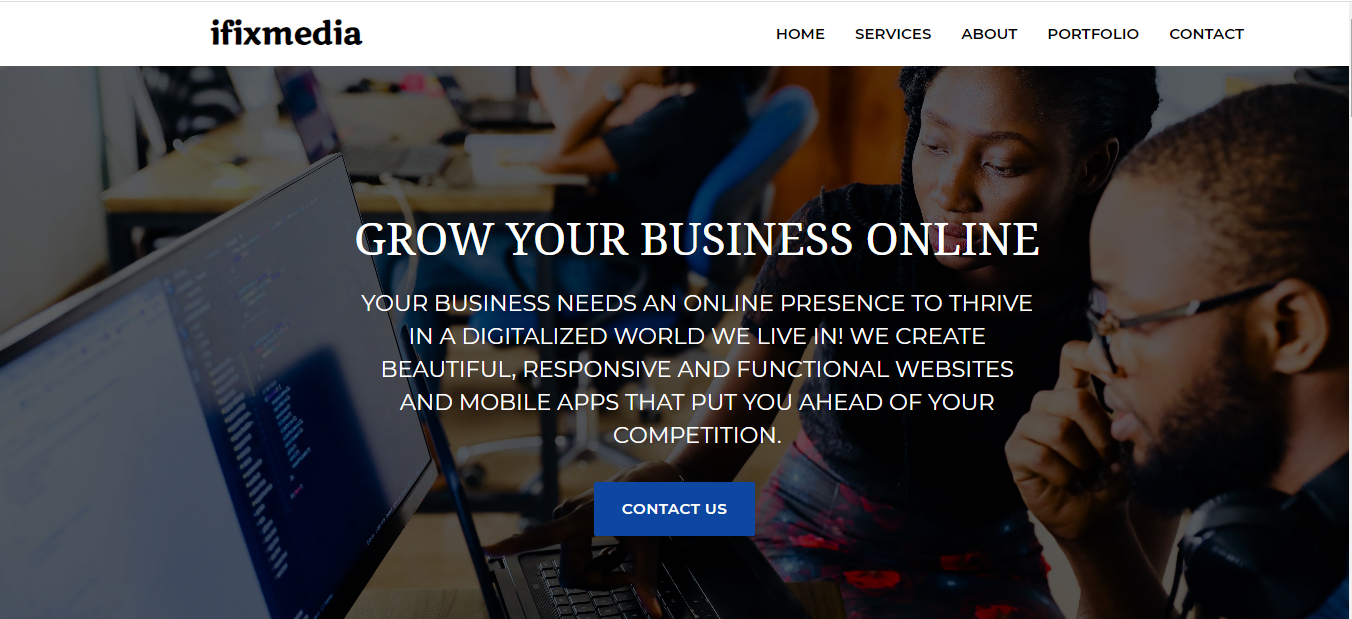 ifixmedia
HOME SERVICES ABOUT PORTFOLIO CONTACT
GROW YOUR BUSINESS ONLINE
YOUR BUSINESS NEEDS AN ONLINE PRESENCE TO THRIVE
IN A DIGITALIZED WORLD WE LIVE IN! WE CREATE
BEAUTIFUL, RESPONSIVE AND FUNCTIONAL WEBSITES
AND MOBILE APPS THAT PUT YOU AHEAD OF YOUR
COMPETITION.
CONTACT US